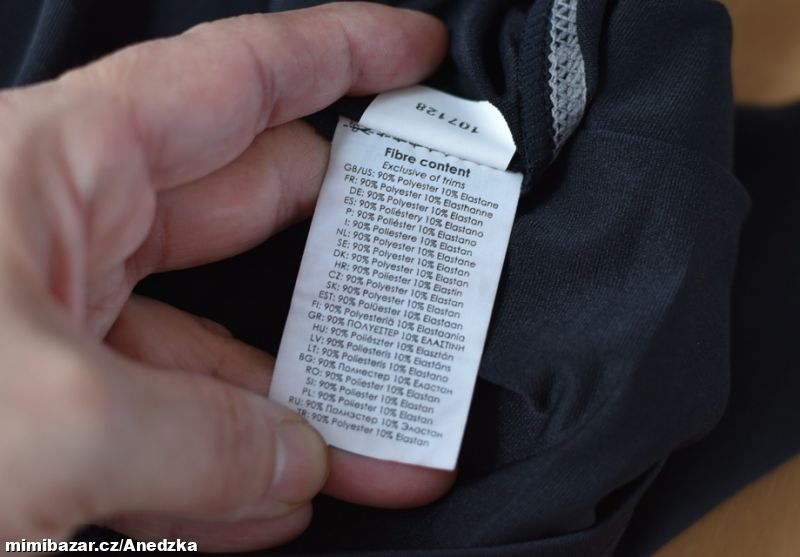 107128
Fibre content
Exclusive of trims
GB/US: 90% Polyester 10% Elastane
FR: 90% Polyester 10% Elasthanne
DE: 90% Polyester 10% Elastan
ES: 90% Poliéstery 10% Elastano
P: 90% Poliéster 10% Elastano
I: 90% Poliestere 10% Elastan
NL: 90% Polyester 10% Elastane
SE: 90% Polyester 10% Elastan
DK: 90% Polyester 10% Elastan
HR: 90% Poliester 10% Elastin
CZ: 90% Polyester 10% Elastan
SK: 90% Polyester 10% Elastan
EST: 90% Polüester 10% Elastaan
FI: 90% Polyesteriä 10% Elastaania
GR: 90% ΠΟΛΥΕΣΤΕΡ 10% ΕΛΑΣΤΙΝΗ
HU: 90% Poliészter 10% Elasztán
LV: 90% Poliesteris 10% Elastāns
LT: 90% Poliesteris 10% Elastano
BG: 90% Полиестер 10% Еластан
RO: 90% Poliester 10% Elastan
SI: 90% Poliester 10% Elastan
PL: 90% Poliester 10% Elastan
RU: 90% Полиэстер 10% Эластан
TR: 90% Polyester 10% Elastan
mimibazar.cz/Anedzka